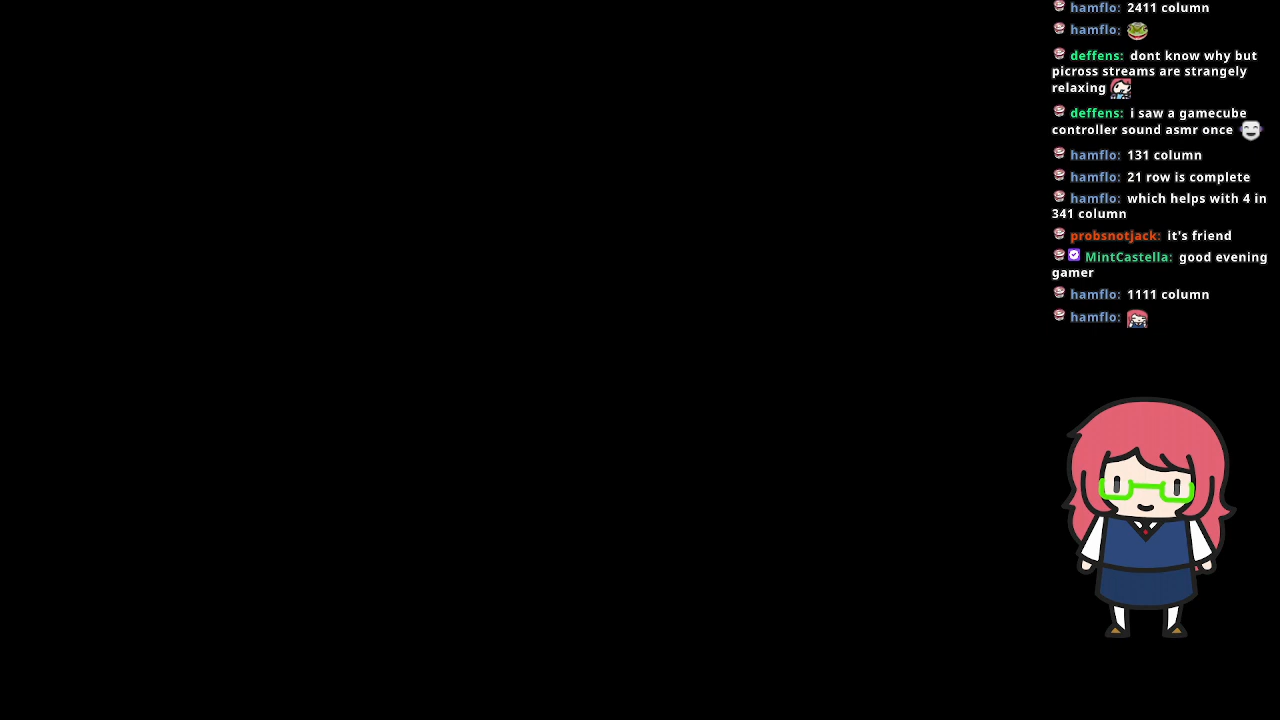 hamflo: 2411 column
hamflo:
deffens: dont know why but
picross streams are strangely
relaxing
deffens: i saw a gamecube
controller sound asmr once
hamflo: 131 column
hamflo: 21 row is complete
hamflo: which helps with 4 in
341 column
probsnotjack: it's friend
MintCastella: good evening
gamer
hamflo: 1111 column
hamflo: